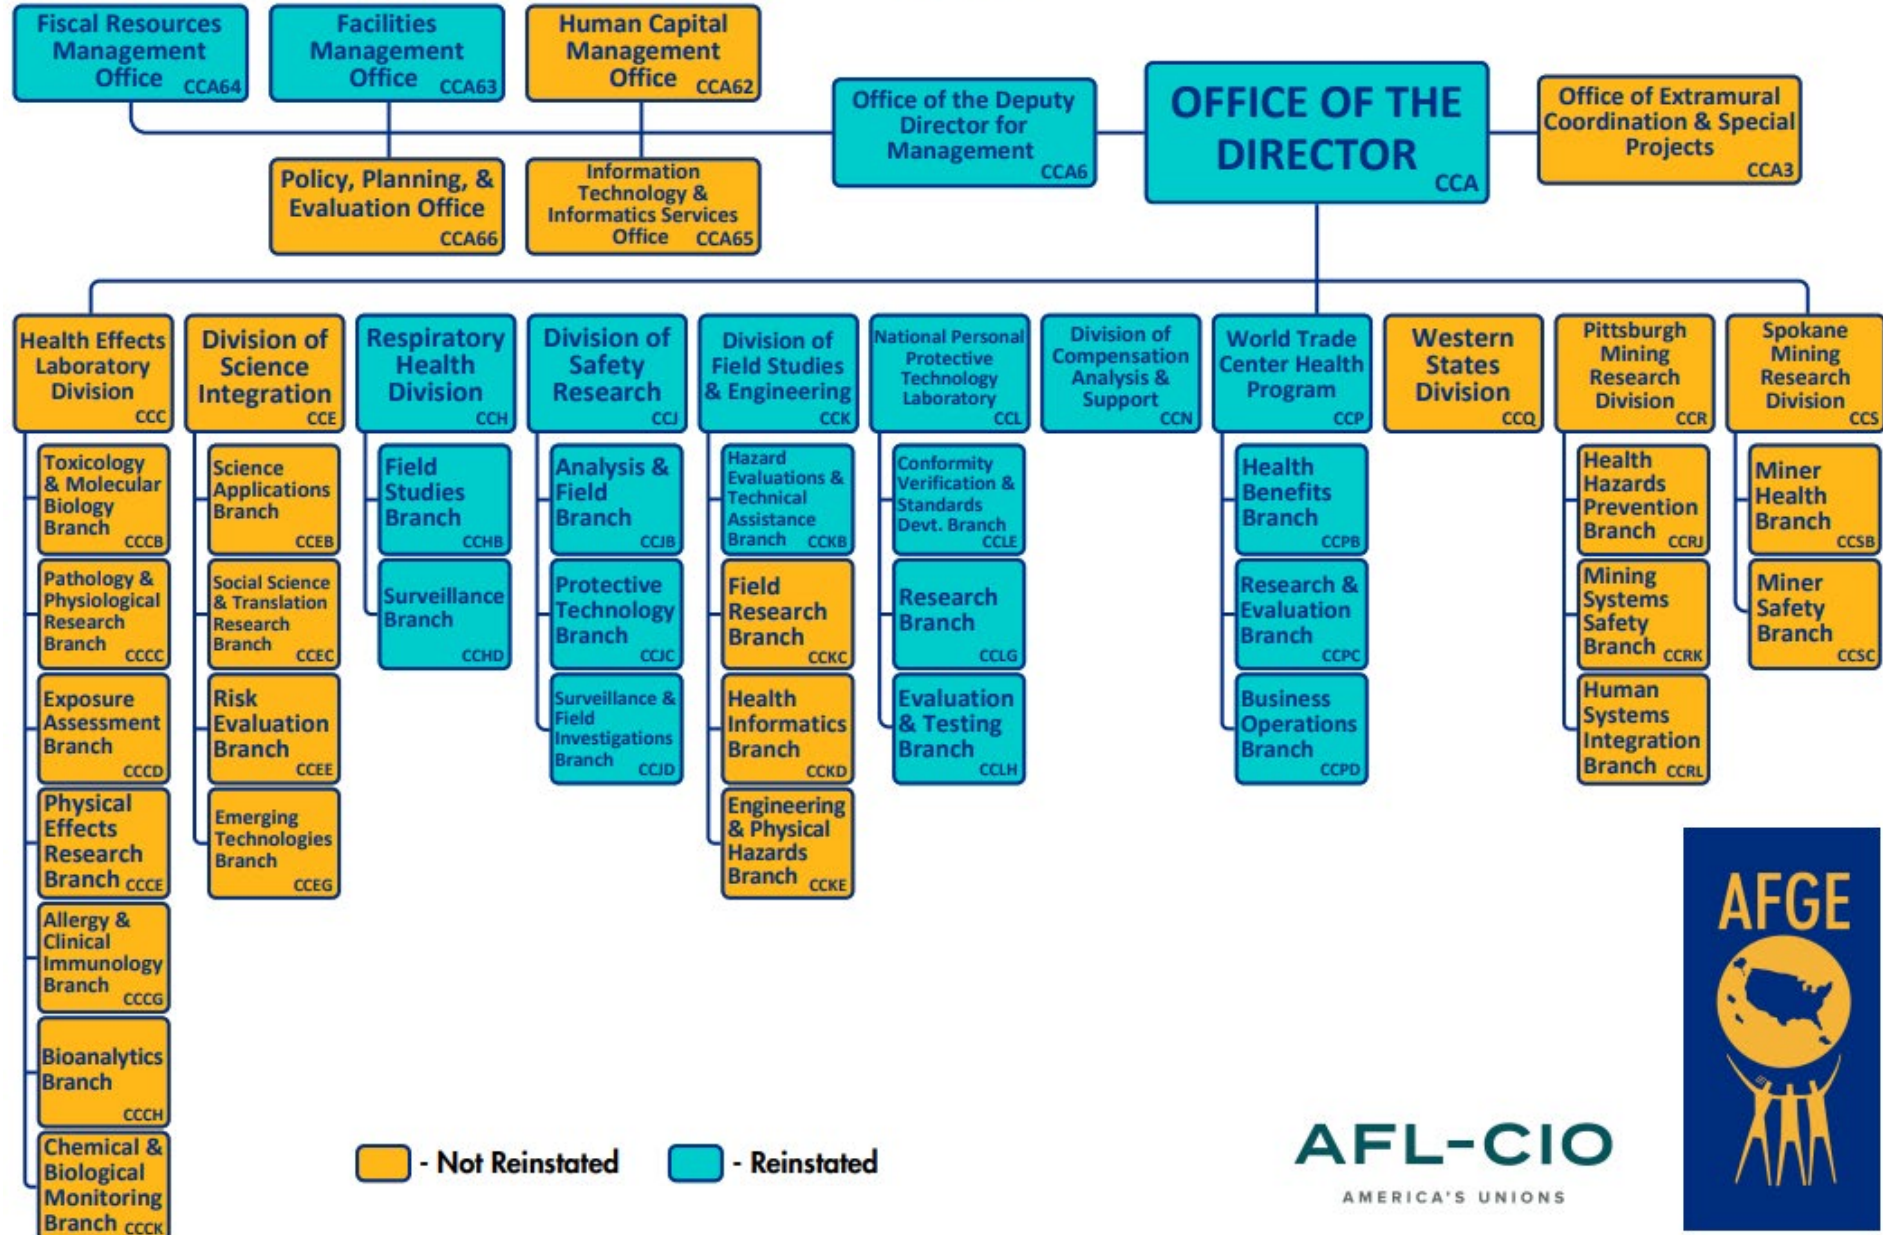 Fiscal Resources
Management
Office CCA64
Facilities
Management
Office CCA63
Human Capital
Management
Office CCA62
Office of the Deputy
Director for
Management
CCA6
OFFICE OF THE
DIRECTOR
CCA
Office of Extramural
Coordination & Special
Projects
CCA3
Policy, Planning, &
Evaluation Office
CCA66
Information
Technology &
Informatics Services
Office CCA65
Health Effects
Laboratory
Division
CCC
Toxicology
& Molecular
Biology
Branch
CCCB
Pathology &
Physiological
Research
Branch
CCCC
Exposure
Assessment
Branch
CCCD
Physical
Effects
Research
Branch CCCE
Allergy &
Clinical
Immunology
Branch
CCCG
Bioanalytics
Branch
CCCH
Chemical &
Biological
Monitoring
Branch CCCK
Division of
Science
Integration
CCE
Science
Applications
Branch
CCEB
Social Science
& Translation
Research
Branch
CCEC
Risk
Evaluation
Branch
CCEE
Emerging
Technologies
Branch
CCEG
Respiratory
Health
Division
CCH
Field
Studies
Branch
CCHB
Surveillance
Branch
CCHD
Division of
Safety
Research
CCJ
Analysis &
Field
Branch
CCJB
Protective
Technology
Branch
CCJC
Surveillance &
Field
Investigations
Branch
CCJD
Division of
Field Studies
& Engineering
CCK
Hazard
Evaluations &
Technical
Assistance
Branch CCKB
Field
Research
Branch
CCKC
Health
Informatics
Branch
CCKD
Engineering
& Physical
Hazards
Branch
CCKE
National Personal
Protective
Technology
Laboratory
CCL
Conformity
Verification &
Standards
Devt. Branch
CCLE
Research
Branch
CCLG
Evaluation
& Testing
Branch
CCLH
Division of
Compensation
Analysis &
Support
CCN
World Trade
Center Health
Program
CCP
Health
Benefits
Branch
CCPB
Research &
Evaluation
Branch
CCPC
Business
Operations
Branch
CCPD
Western
States
Division
CCQ
Pittsburgh
Mining
Research
Division
CCR
Health
Hazards
Prevention
Branch CCRJ
Mining
Systems
Safety
Branch CCRK
Human
Systems
Integration
Branch CCRL
Spokane
Mining
Research
Division
CCS
Miner
Health
Branch
CCSB
Miner
Safety
Branch
CCSC
- Not Reinstated
- Reinstated
AFL-CIO
AMERICA'S UNIONS
AFGE